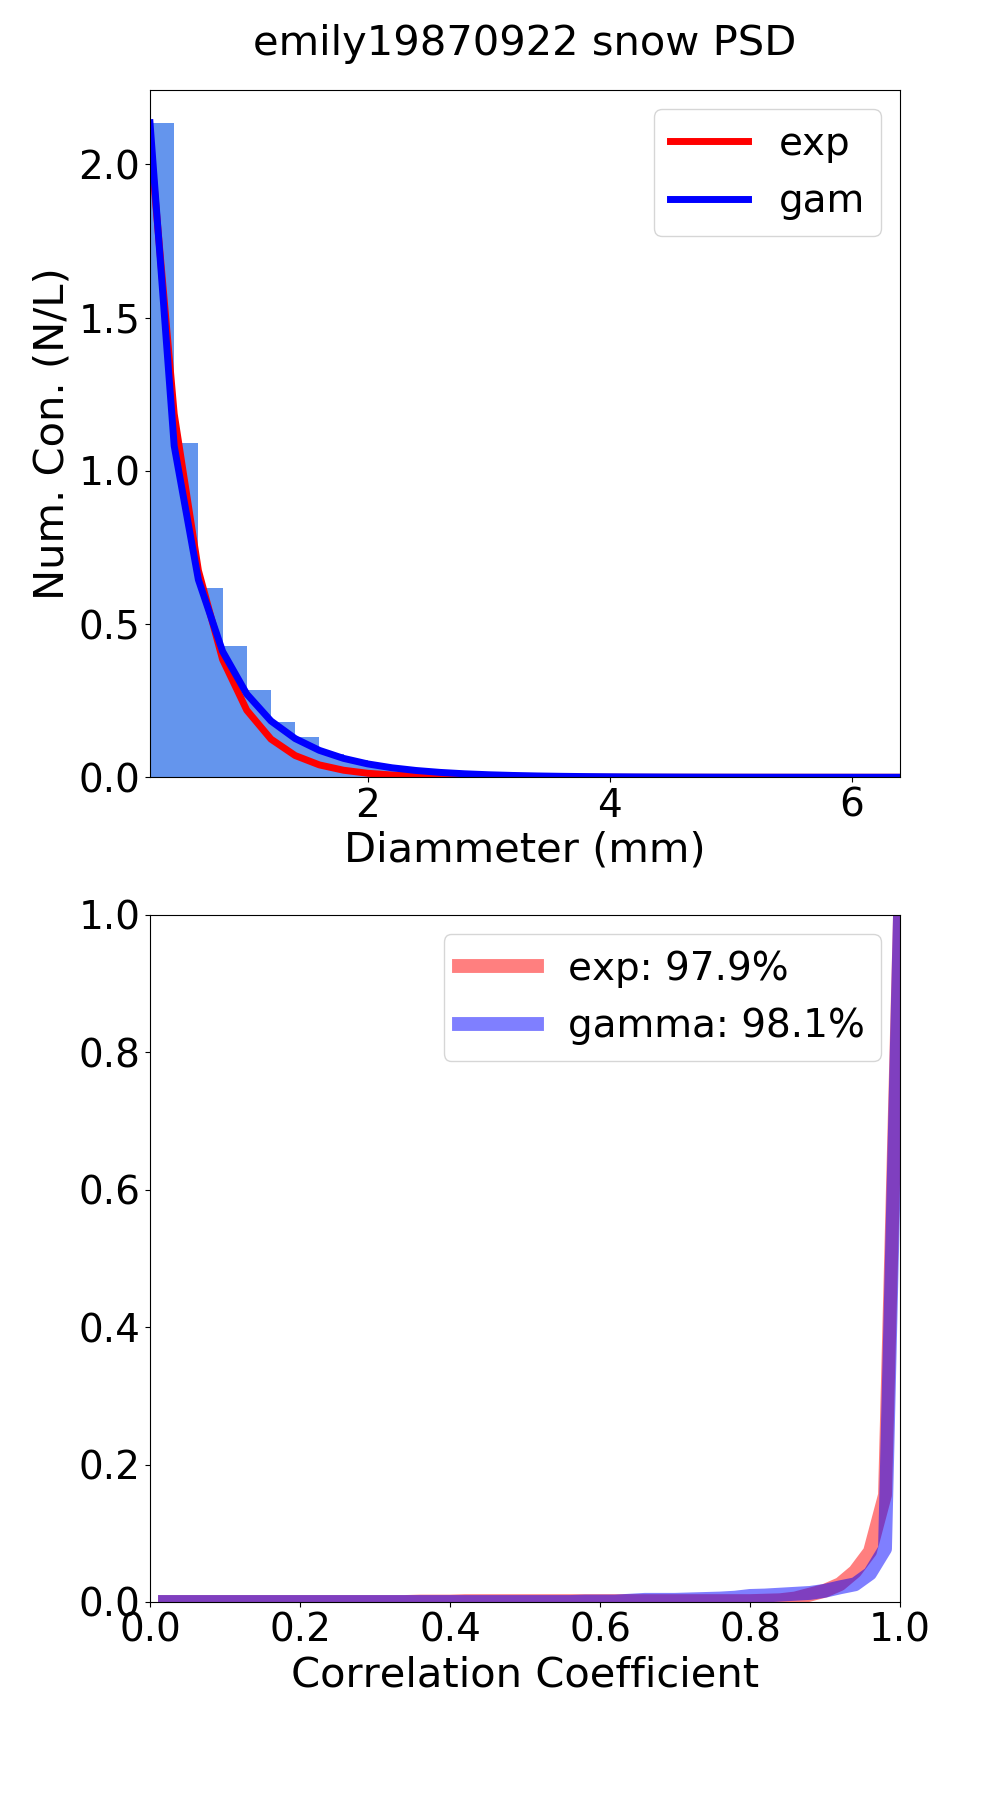 emily19870922 snow PSD
exp
gam
2.0
1.5
1.0
0.5
0.0
Num. Con. (N/L)
2 4 6
Diammeter (mm)
exp: 97.9%
gamma: 98.1%
1.0
0.8
0.6
0.4
0.2
0.0
0.0 0.2 0.4 0.6 0.8 1.0
Correlation Coefficient